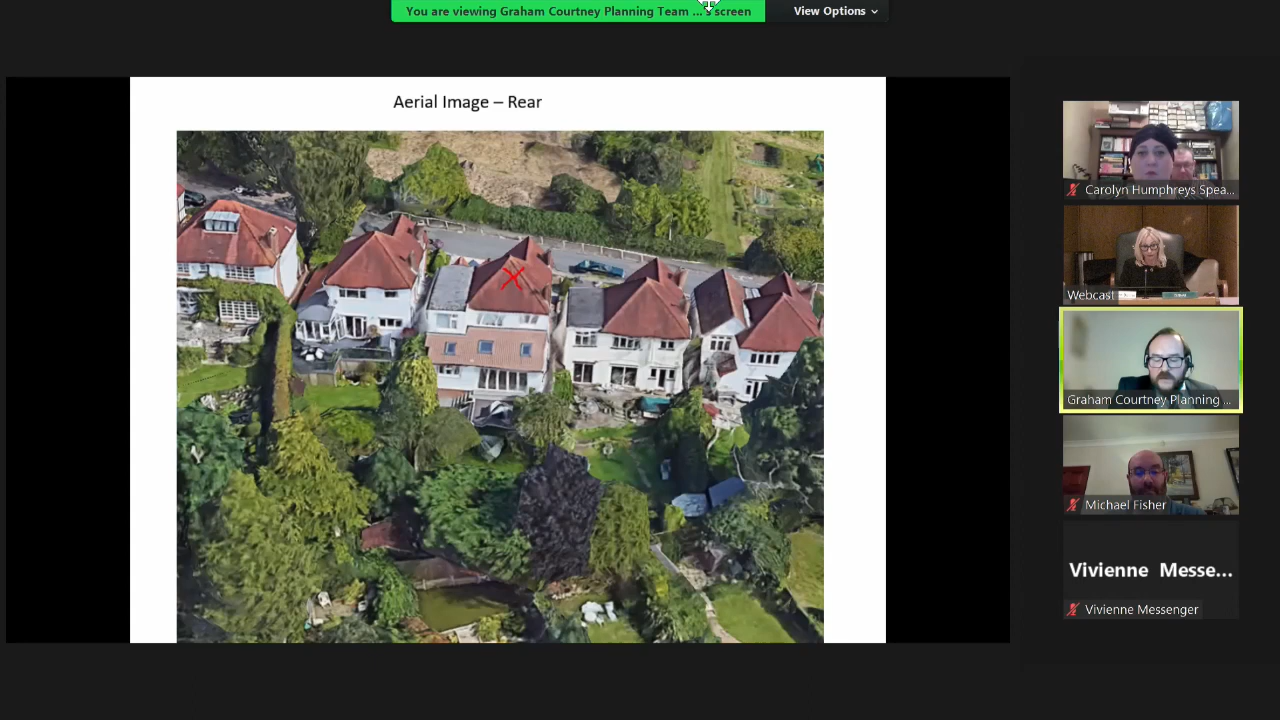 You are viewing Graham Courtney Planning Team ... 's screen
View Options
Aerial Image – Rear
Carolyn Humphreys Spea...
Webcast
Graham Courtney Planning ...
Michael Fisher
Vivienne Messe...
Vivienne Messenger